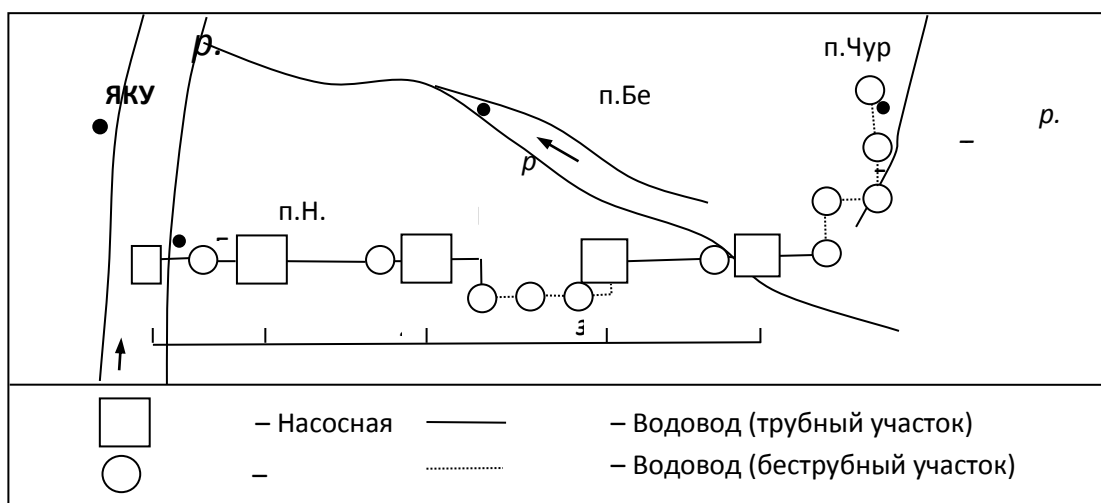 р.
п.Чур
ЯКУ
п.Бе
р.
р
–
п.Н.
–
–
з
– Насосная
– Водовод (трубный участок)
–
– Водовод (беструбный участок)